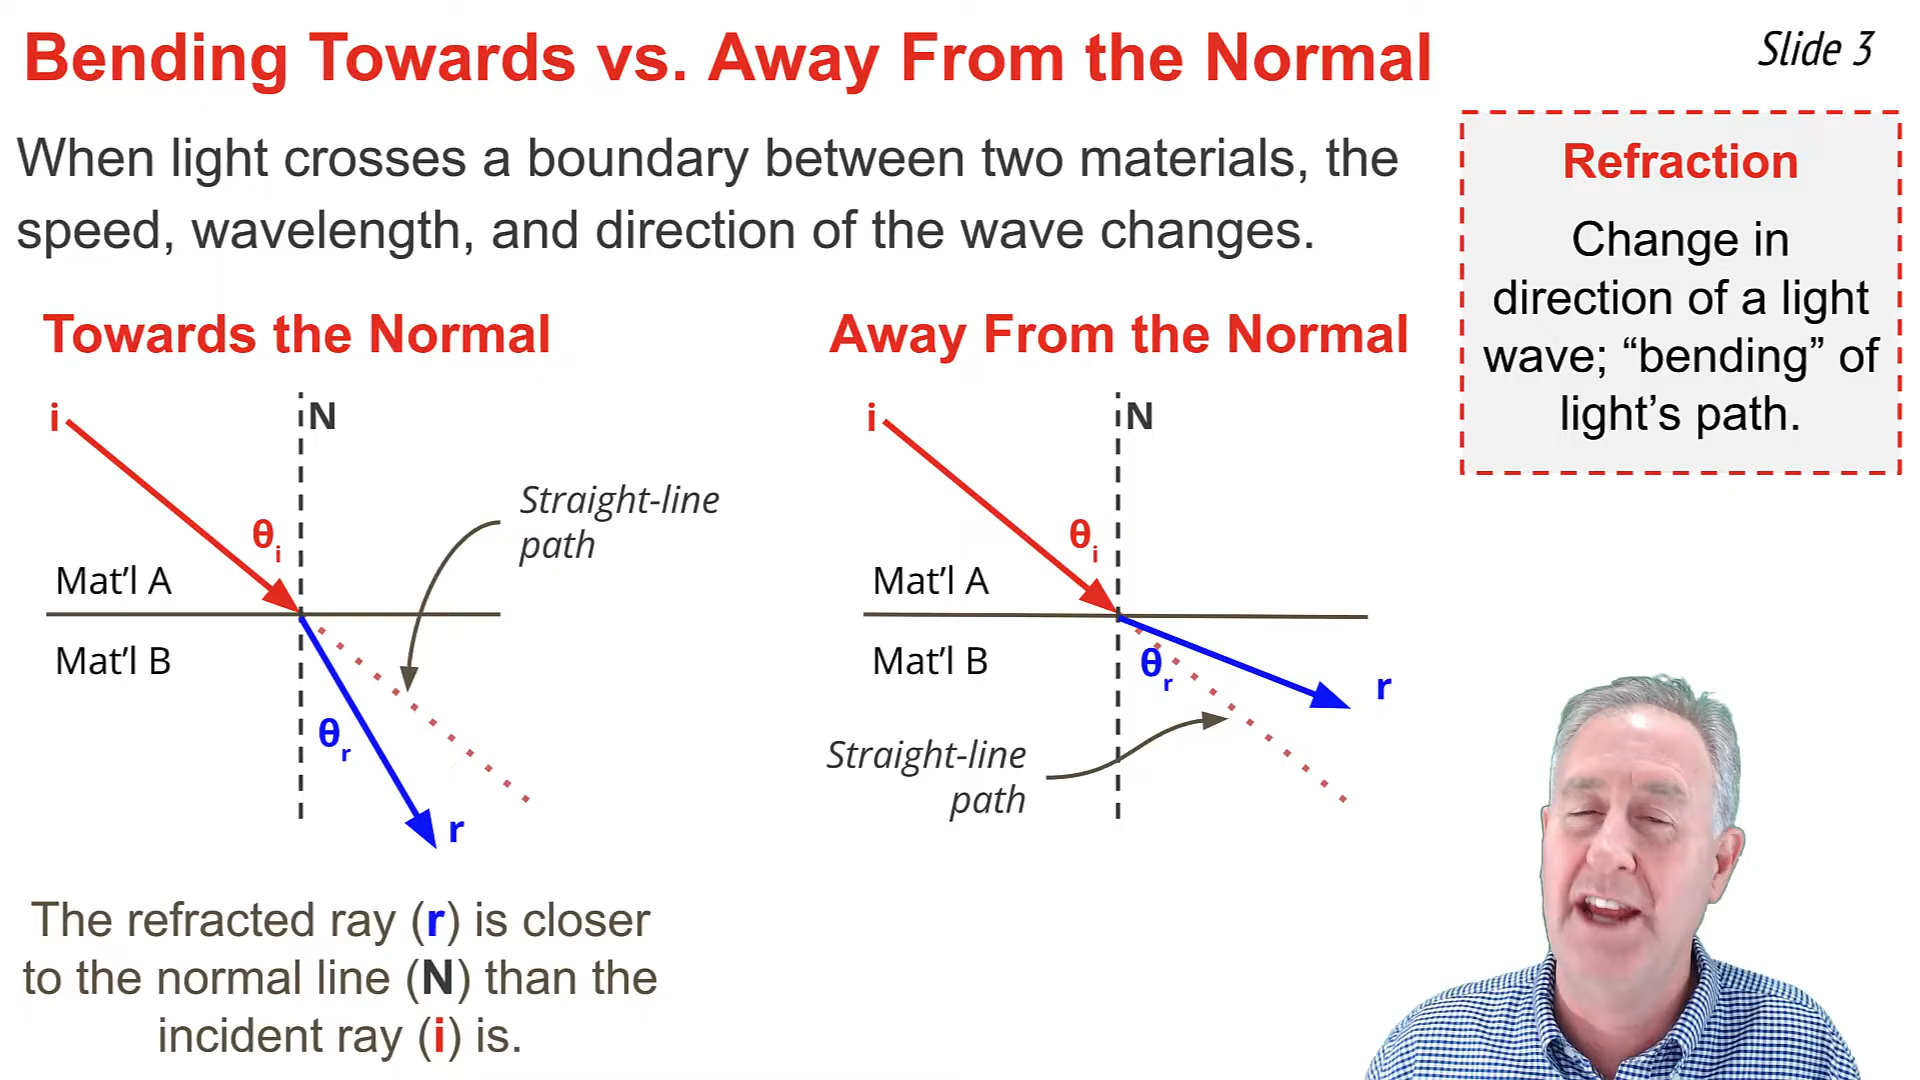 Bending Towards vs. Away From the Normal
Slide 3
When light crosses a boundary between two materials, the
speed, wavelength, and direction of the wave changes.
Refraction
Change in
direction of a light
wave; “bending” of
light’s path.
Towards the Normal
i
N
θi
Straight-line
path
Mat’l A
Mat’l B
θr
r
The refracted ray (r) is closer
to the normal line (N) than the
incident ray (i) is.
Away From the Normal
i
N
θi
Mat’l A
Mat’l B
θr
r
Straight-line
path